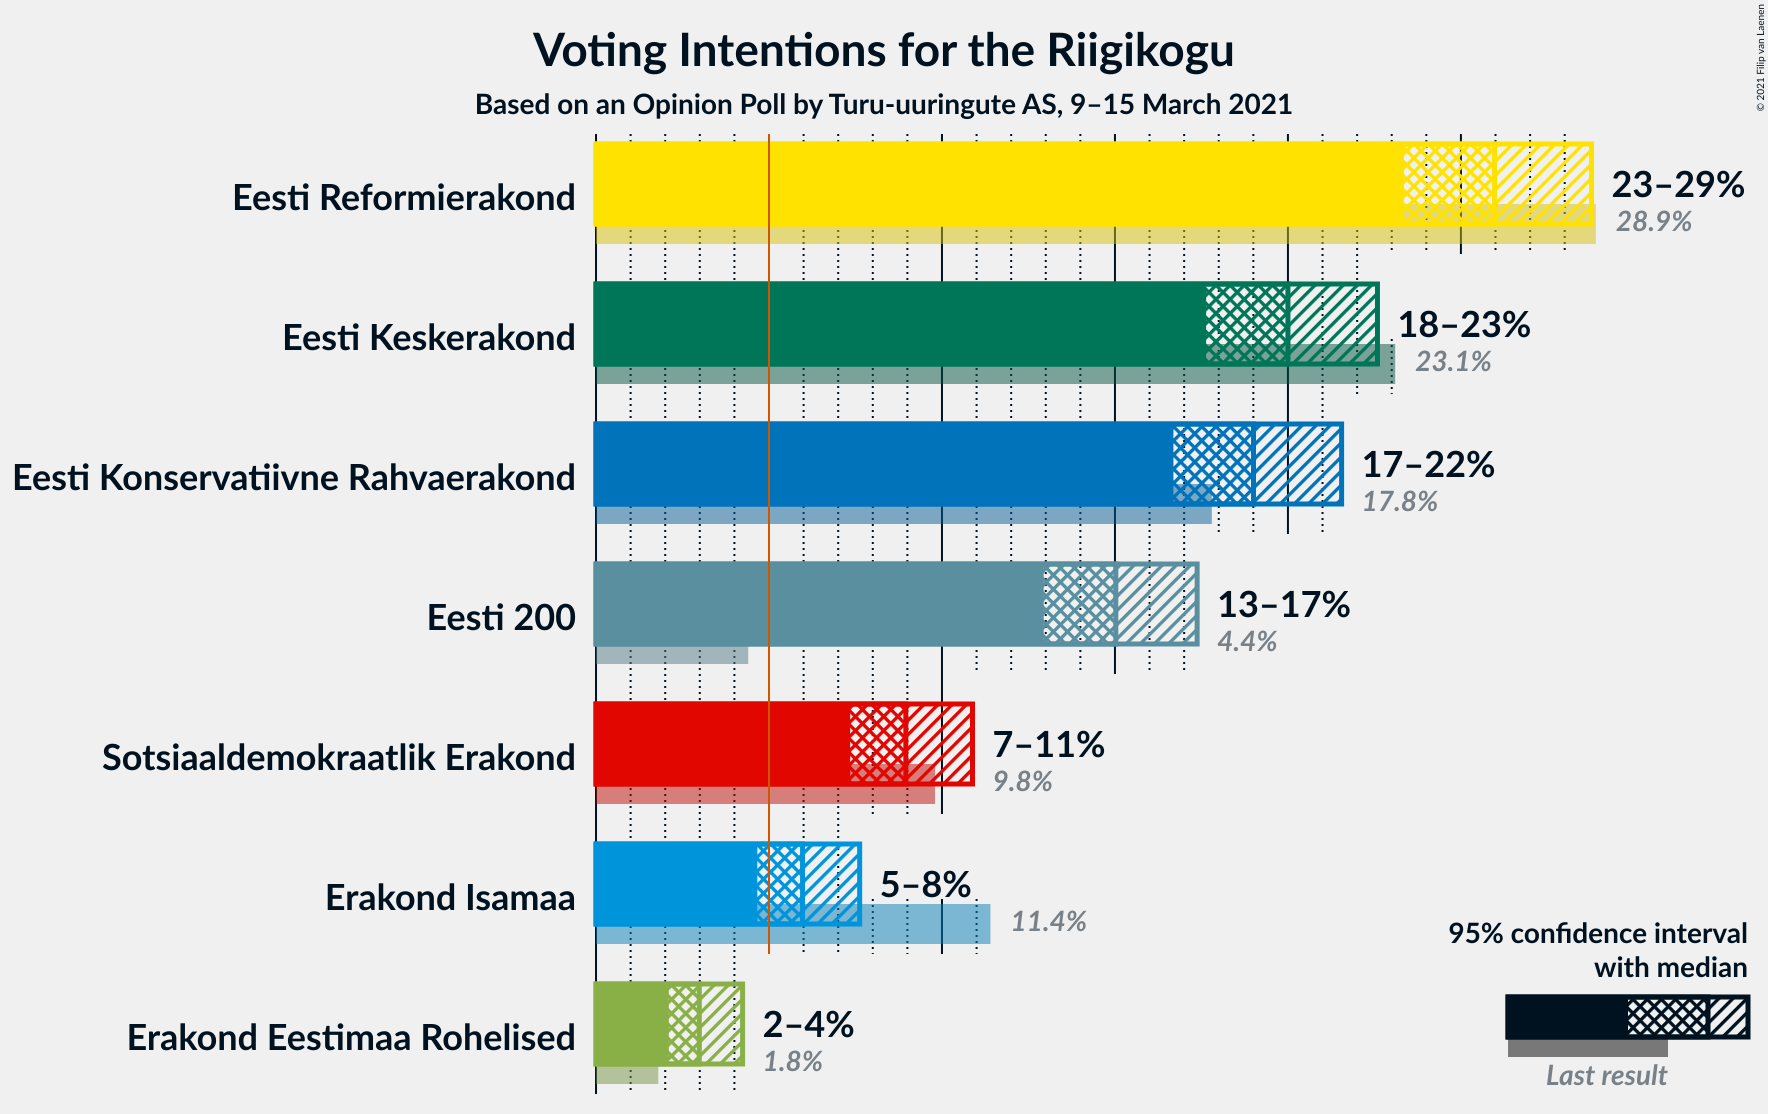 Voting Intentions for the Riigikogu
Based on an Opinion Poll by Turu-uuringute AS, 9–15 March 2021
© 2021 Filip van Laenen
Eesti Reformierakond
23–29%
28.9%
Eesti Keskerakond
18–23%
23.1%
Eesti Konservatiivne Rahvaerakond
17–22%
17.8%
Eesti 200
13–17%
4.4%
Sotsiaaldemokraatlik Erakond
7–11%
9.8%
Erakond Isamaa
5–8%
11.4%
Erakond Eestimaa Rohelised
2–4%
1.8%
95% confidence interval
with median
Last result